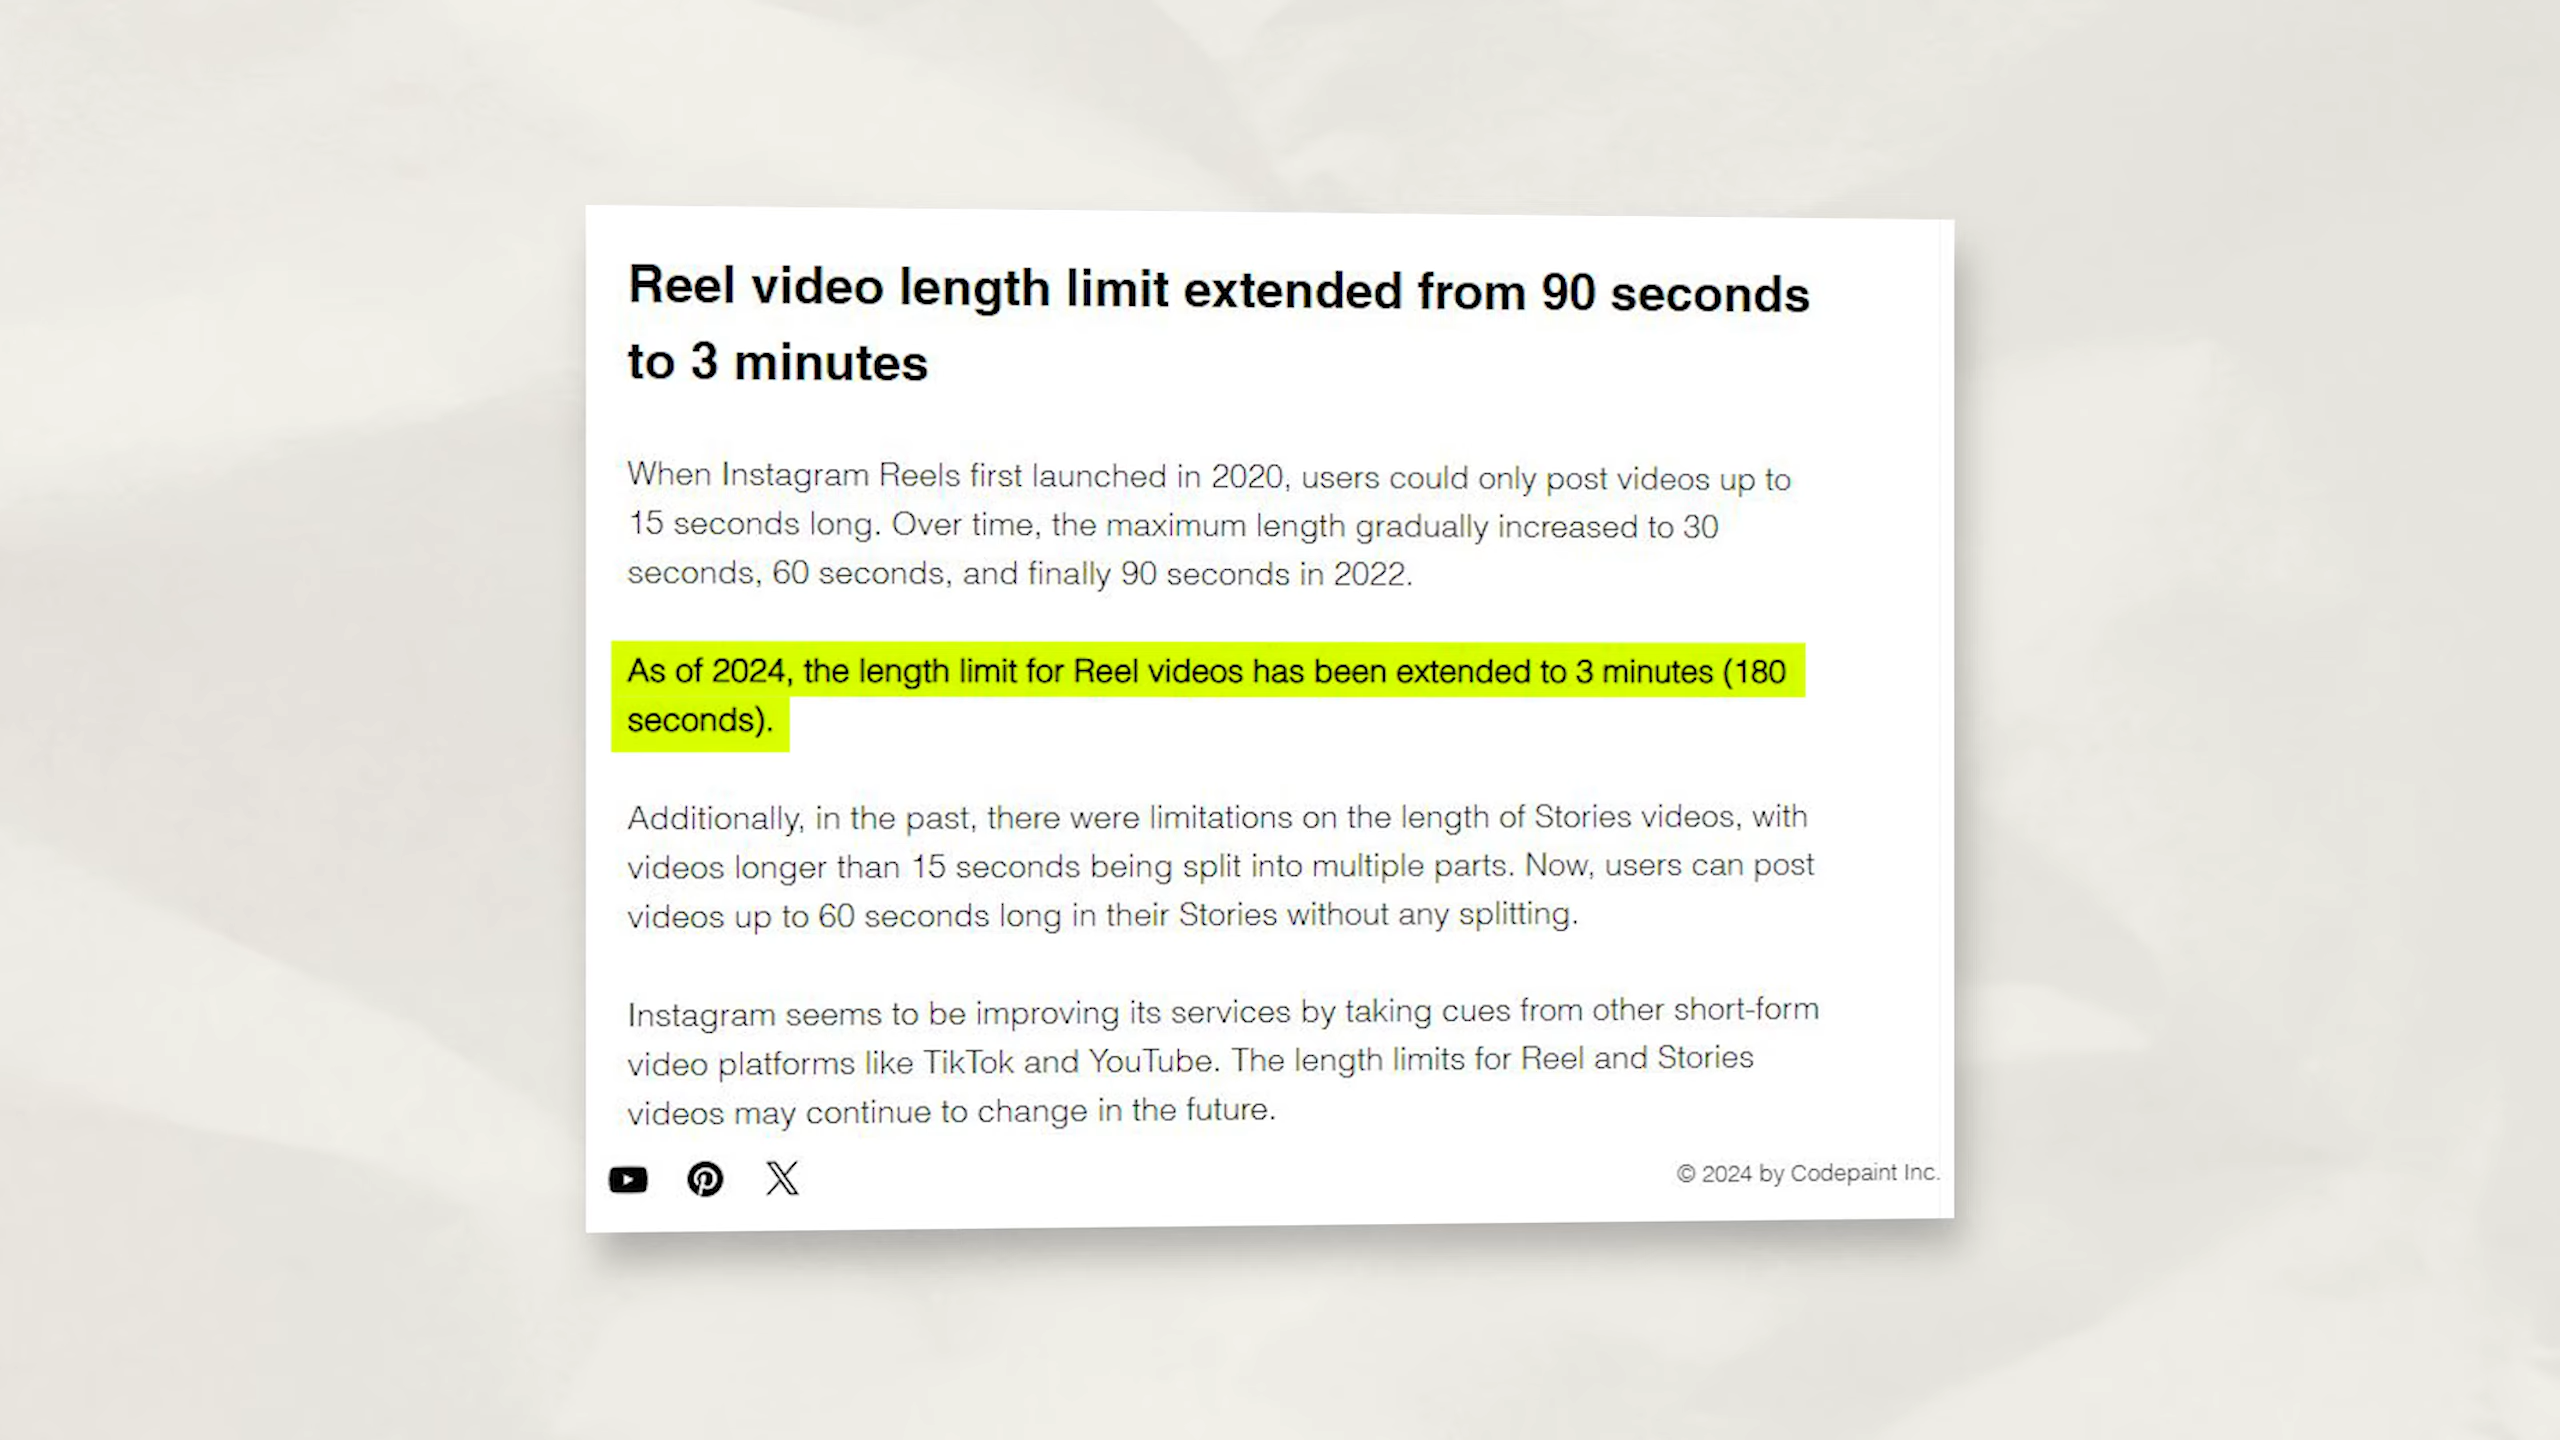 Reel video length limit extended from 90 seconds
to 3 minutes
When Instagram Reels first launched in 2020, users could only post videos up to
15 seconds long. Over time, the maximum length gradually increased to 30
seconds, 60 seconds, and finally 90 seconds in 2022.
As of 2024, the length limit for Reel videos has been extended to 3 minutes (180
seconds).
Additionally, in the past, there were limitations on the length of Stories videos, with
videos longer than 15 seconds being split into multiple parts. Now, users can post
videos up to 60 seconds long in their Stories without any splitting.
Instagram seems to be improving its services by taking cues from other short-form
video platforms like TikTok and YouTube. The length limits for Reel and Stories
videos may continue to change in the future.
© 2024 by Codepaint Inc.